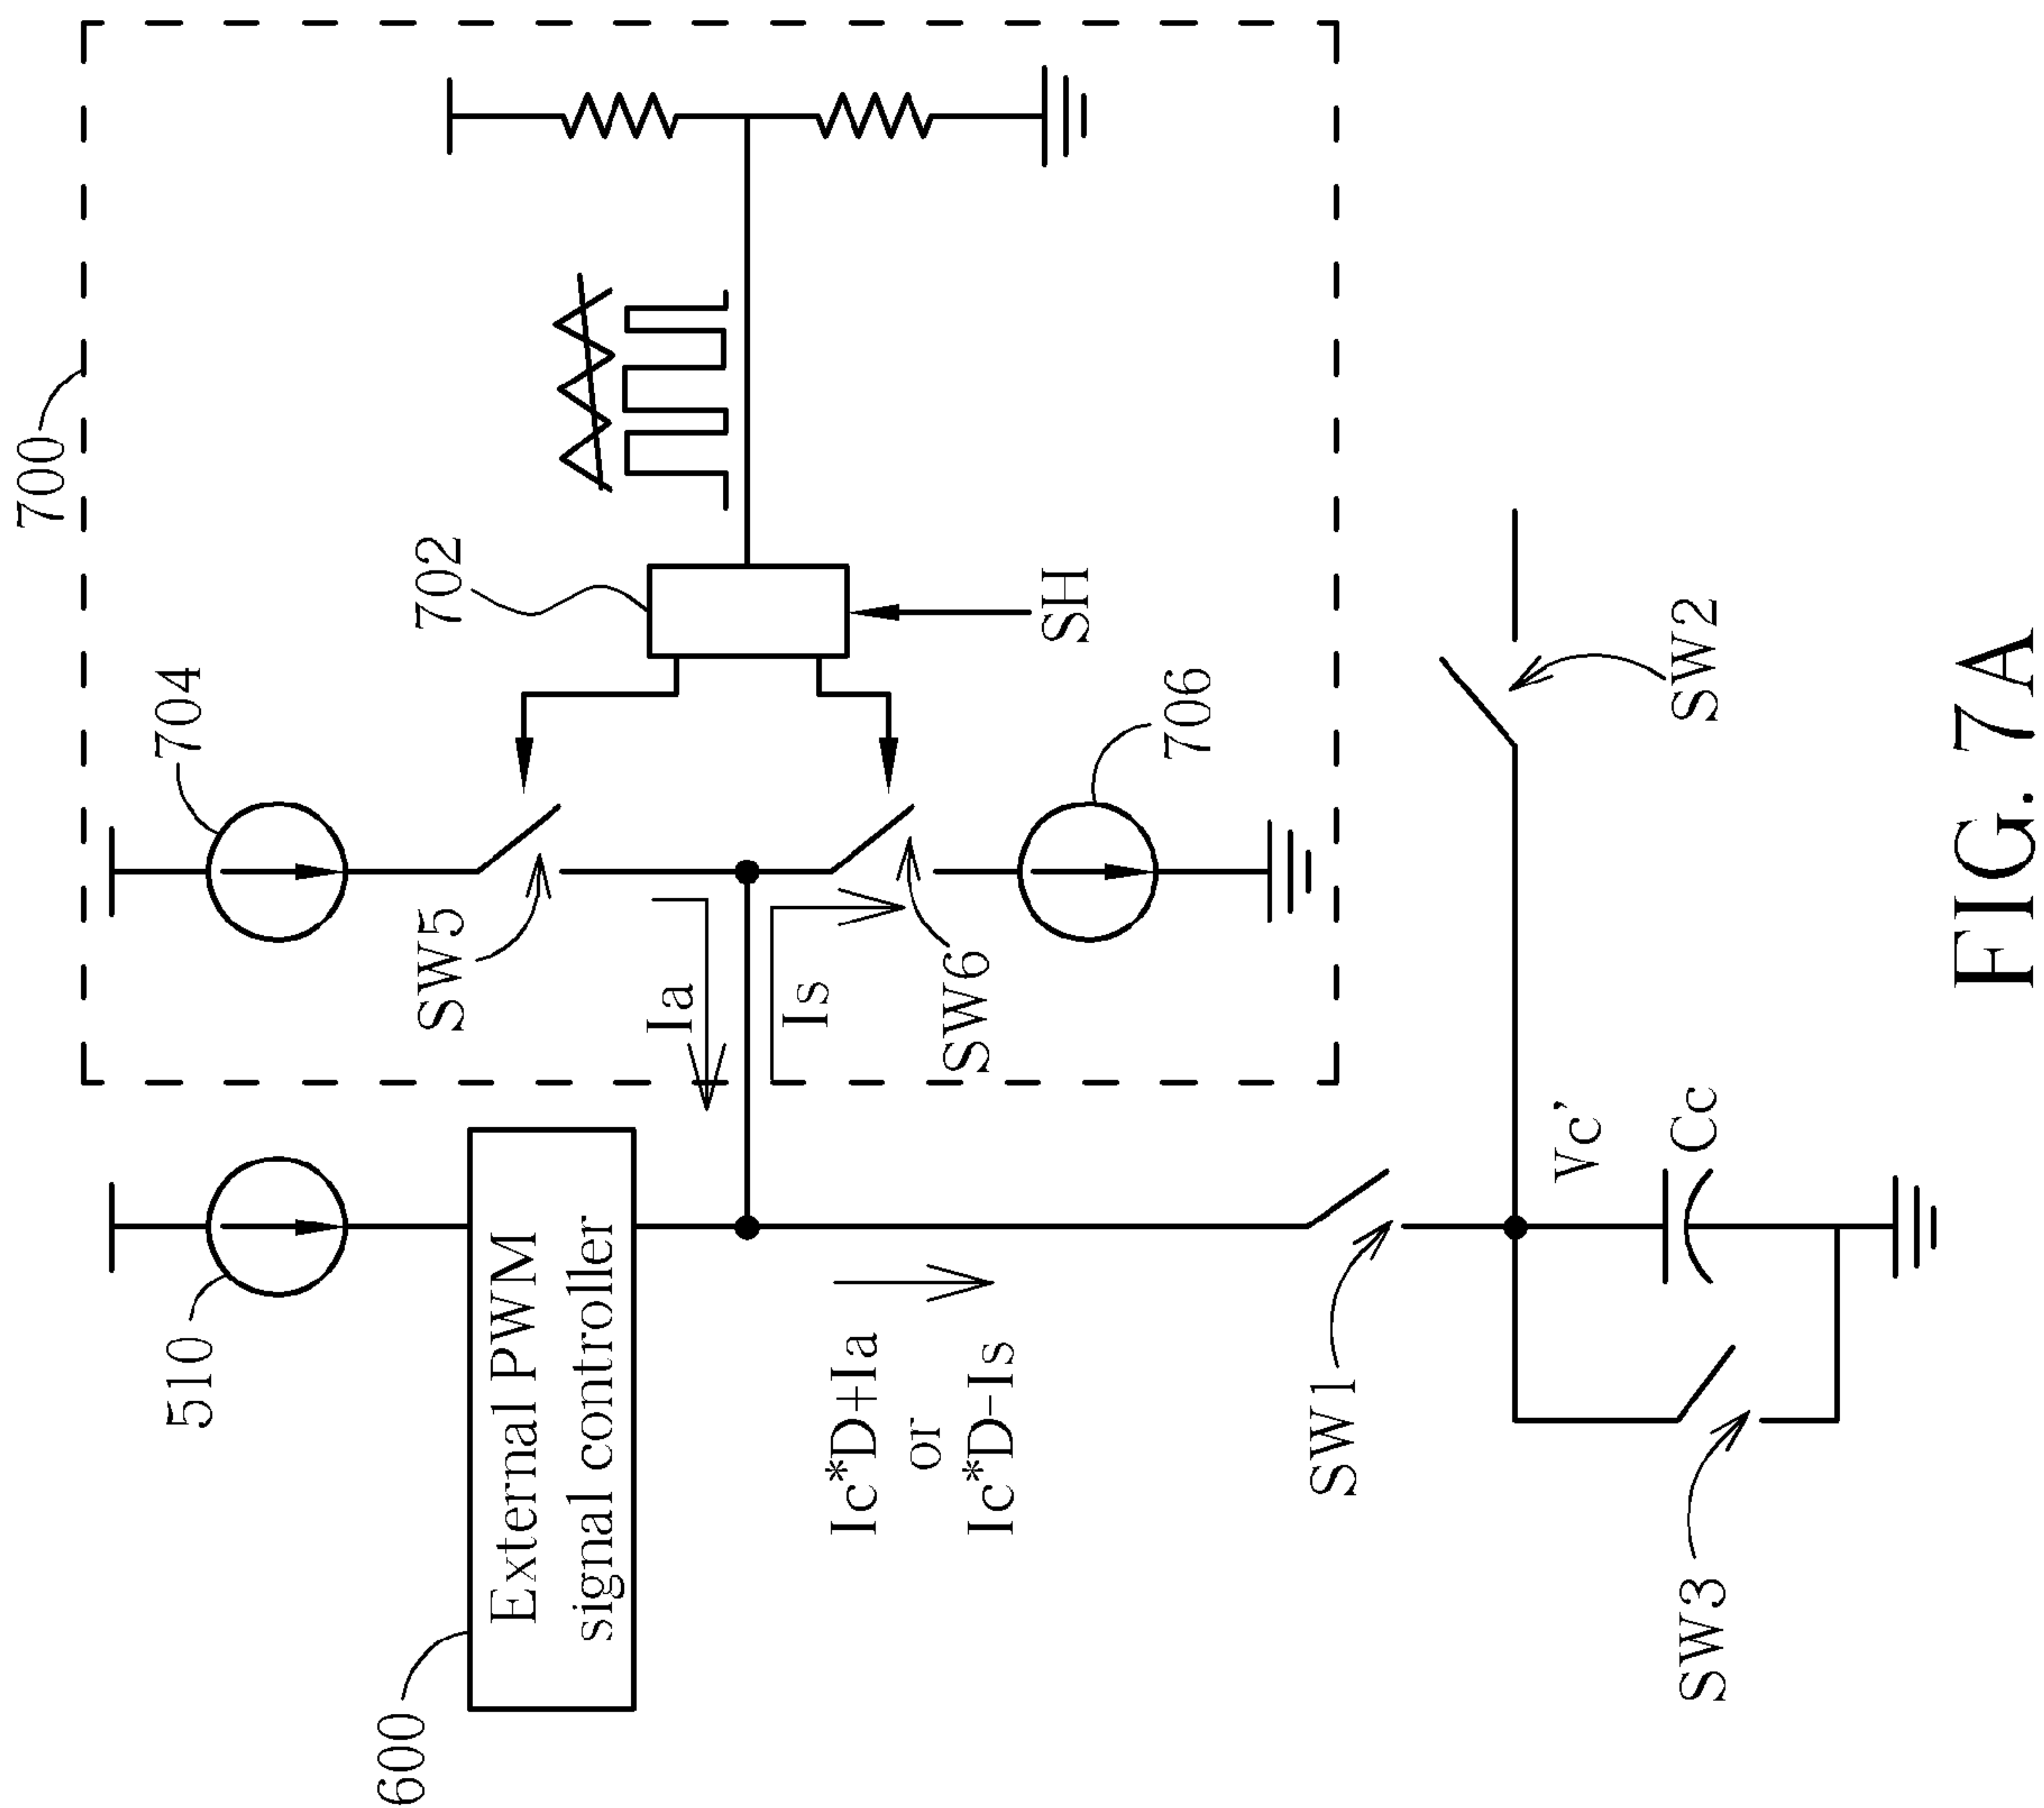 700
702
704
SW5
Ia
Is
SW6
706
SH
510
600
External PWM
signal controller
Ic*D+Ia
or
Ic*D-Is
SW1
SW2
SW3
Vc'
Cc
FIG. 7A